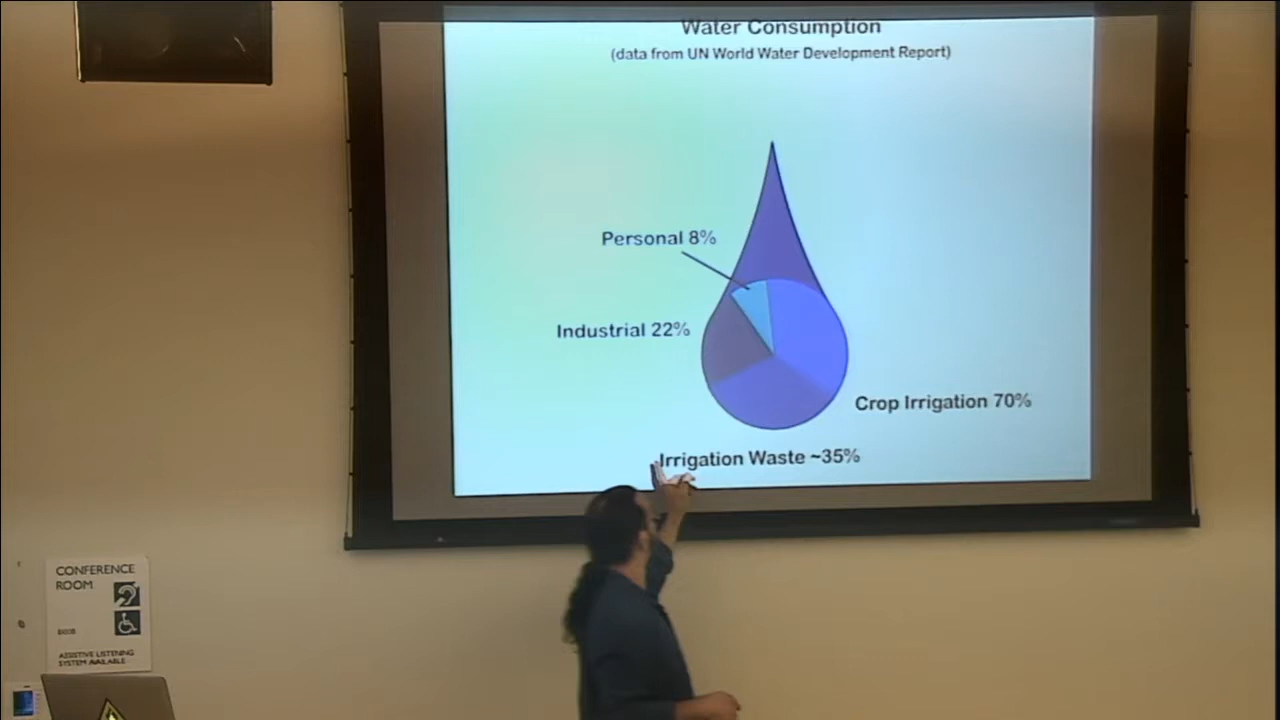 Water Consumption
(data from UN World Water Development Report)
Personal 8%
Industrial 22%
Crop Irrigation 70%
Irrigation Waste ~35%
CONFERENCE
ROOM
ASSISTIVE LISTENING
SYSTEM AVAILABLE